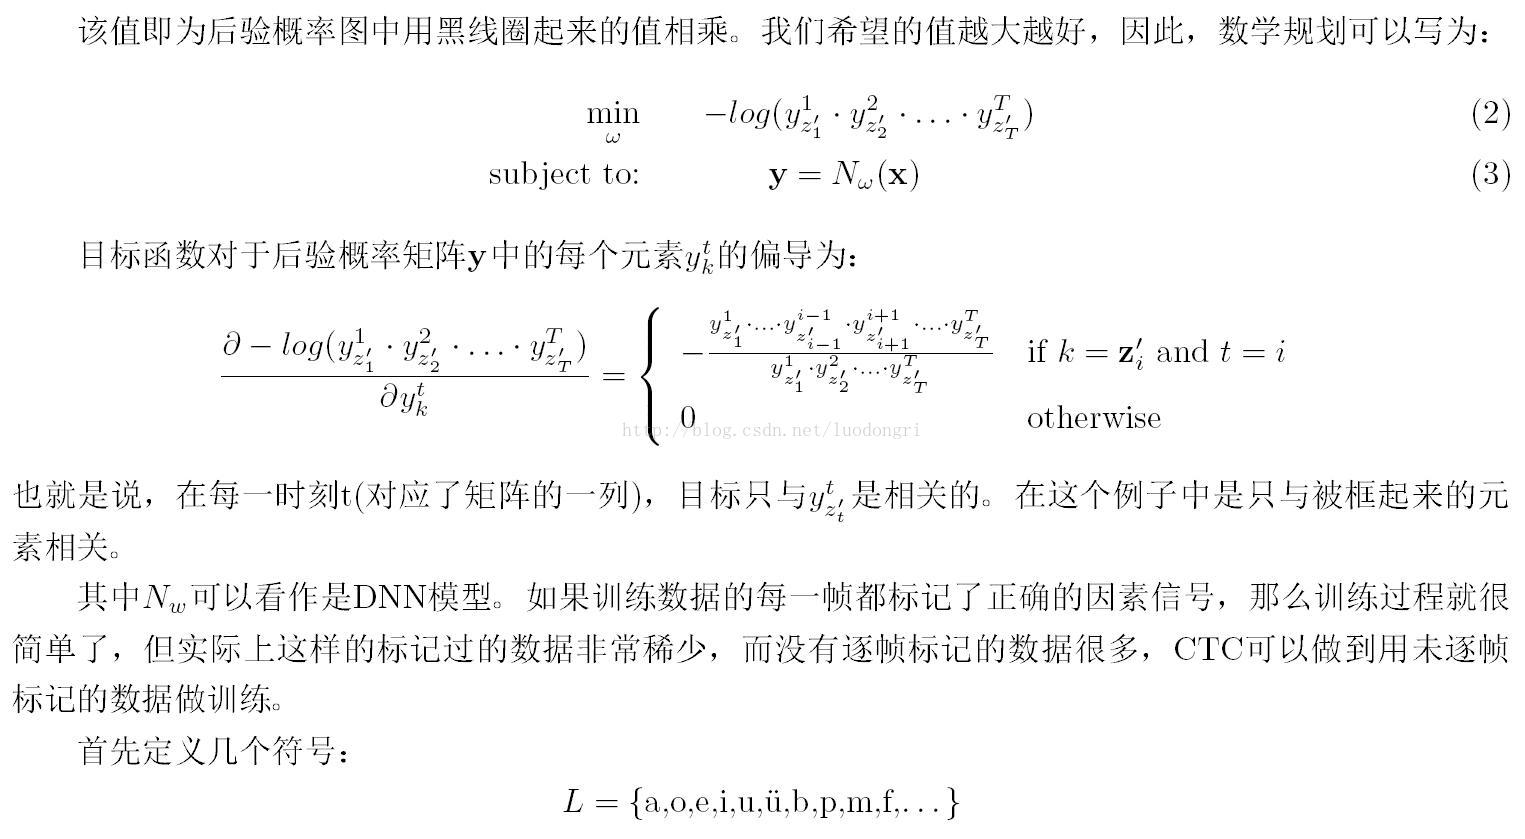 该值即为后验概率图中用黑线圈起来的值相乘。我们希望的值越大越好，因此，数学规划可以写为：
$\min_{\omega} \quad -log(y^1_{z'_1} \cdot y^2_{z'_2} \cdot \ldots \cdot y^T_{z'_T})$ (2)
subject to: $\mathbf{y} = N_{\omega}(\mathbf{x})$ (3)
目标函数对于后验概率矩阵$\mathbf{y}$中的每个元素$y^t_k$的偏导为：
$\frac{\partial -log(y^1_{z'_1} \cdot y^2_{z'_2} \cdot \ldots \cdot y^T_{z'_T})}{\partial y^t_k} = \begin{cases} -\frac{y^1_{z'_1} \cdot \ldots \cdot y^{i-1}_{z'_{i-1}} \cdot y^{i+1}_{z'_{i+1}} \cdot \ldots \cdot y^T_{z'_T}}{y^1_{z'_1} \cdot y^2_{z'_2} \cdot \ldots \cdot y^T_{z'_T}} & \text{if } k = \mathbf{z}'_i \text{ and } t = i \\ 0 & \text{otherwise} \end{cases}$
http://blog.csdn.net/luodongri
也就是说，在每一时刻t(对应了矩阵的一列)，目标只与$y^t_{z'_t}$是相关的。在这个例子中是只与被框起来的元
素相关。
其中$N_w$可以看作是DNN模型。如果训练数据的每一帧都标记了正确的因素信号，那么训练过程就很
简单了，但实际上这样的标记过的数据非常稀少，而没有逐帧标记的数据很多，CTC可以做到用未逐帧
标记的数据做训练。
首先定义几个符号：
$L = \{$a,o,e,i,u,ü,b,p,m,f,$\ldots\}$